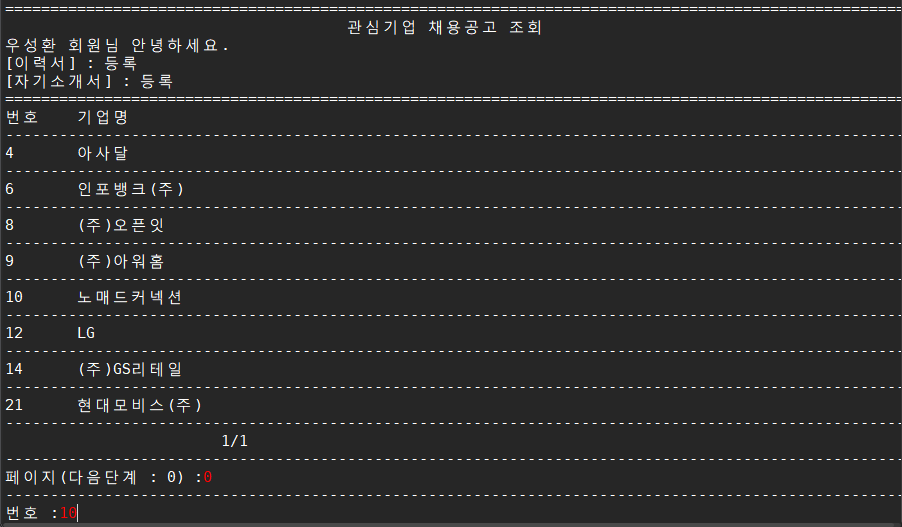 관심기업 채용공고 조회
우성환 회원님 안녕하세요.
[이력서] : 등록
[자기소개서] : 등록
번호 기업명
4 아사달
6 인포뱅크(주)
8 (주)오픈잇
9 (주)아워홈
10 노매드커넥션
12 LG
14 (주)GS리테일
21 현대모비스(주)
1/1
페이지(다음단계 : 0) :0
번호 :10